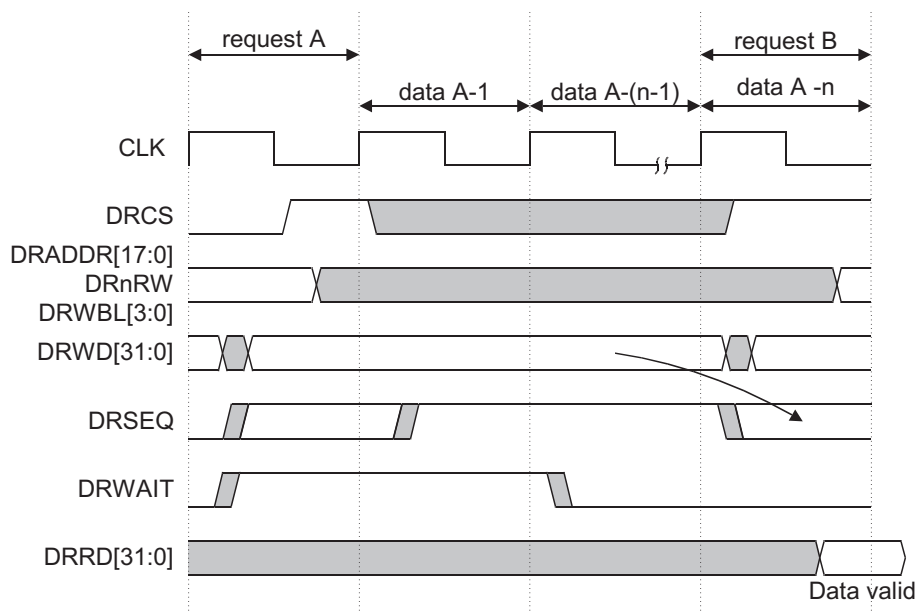 request A
request B
data A-1
data A-(n-1)
data A -n
CLK
DRCS
DRADDR[17:0]
DRnRW
DRWBL[3:0]
DRWD[31:0]
DRSEQ
DRWAIT
DRRD[31:0]
Data valid